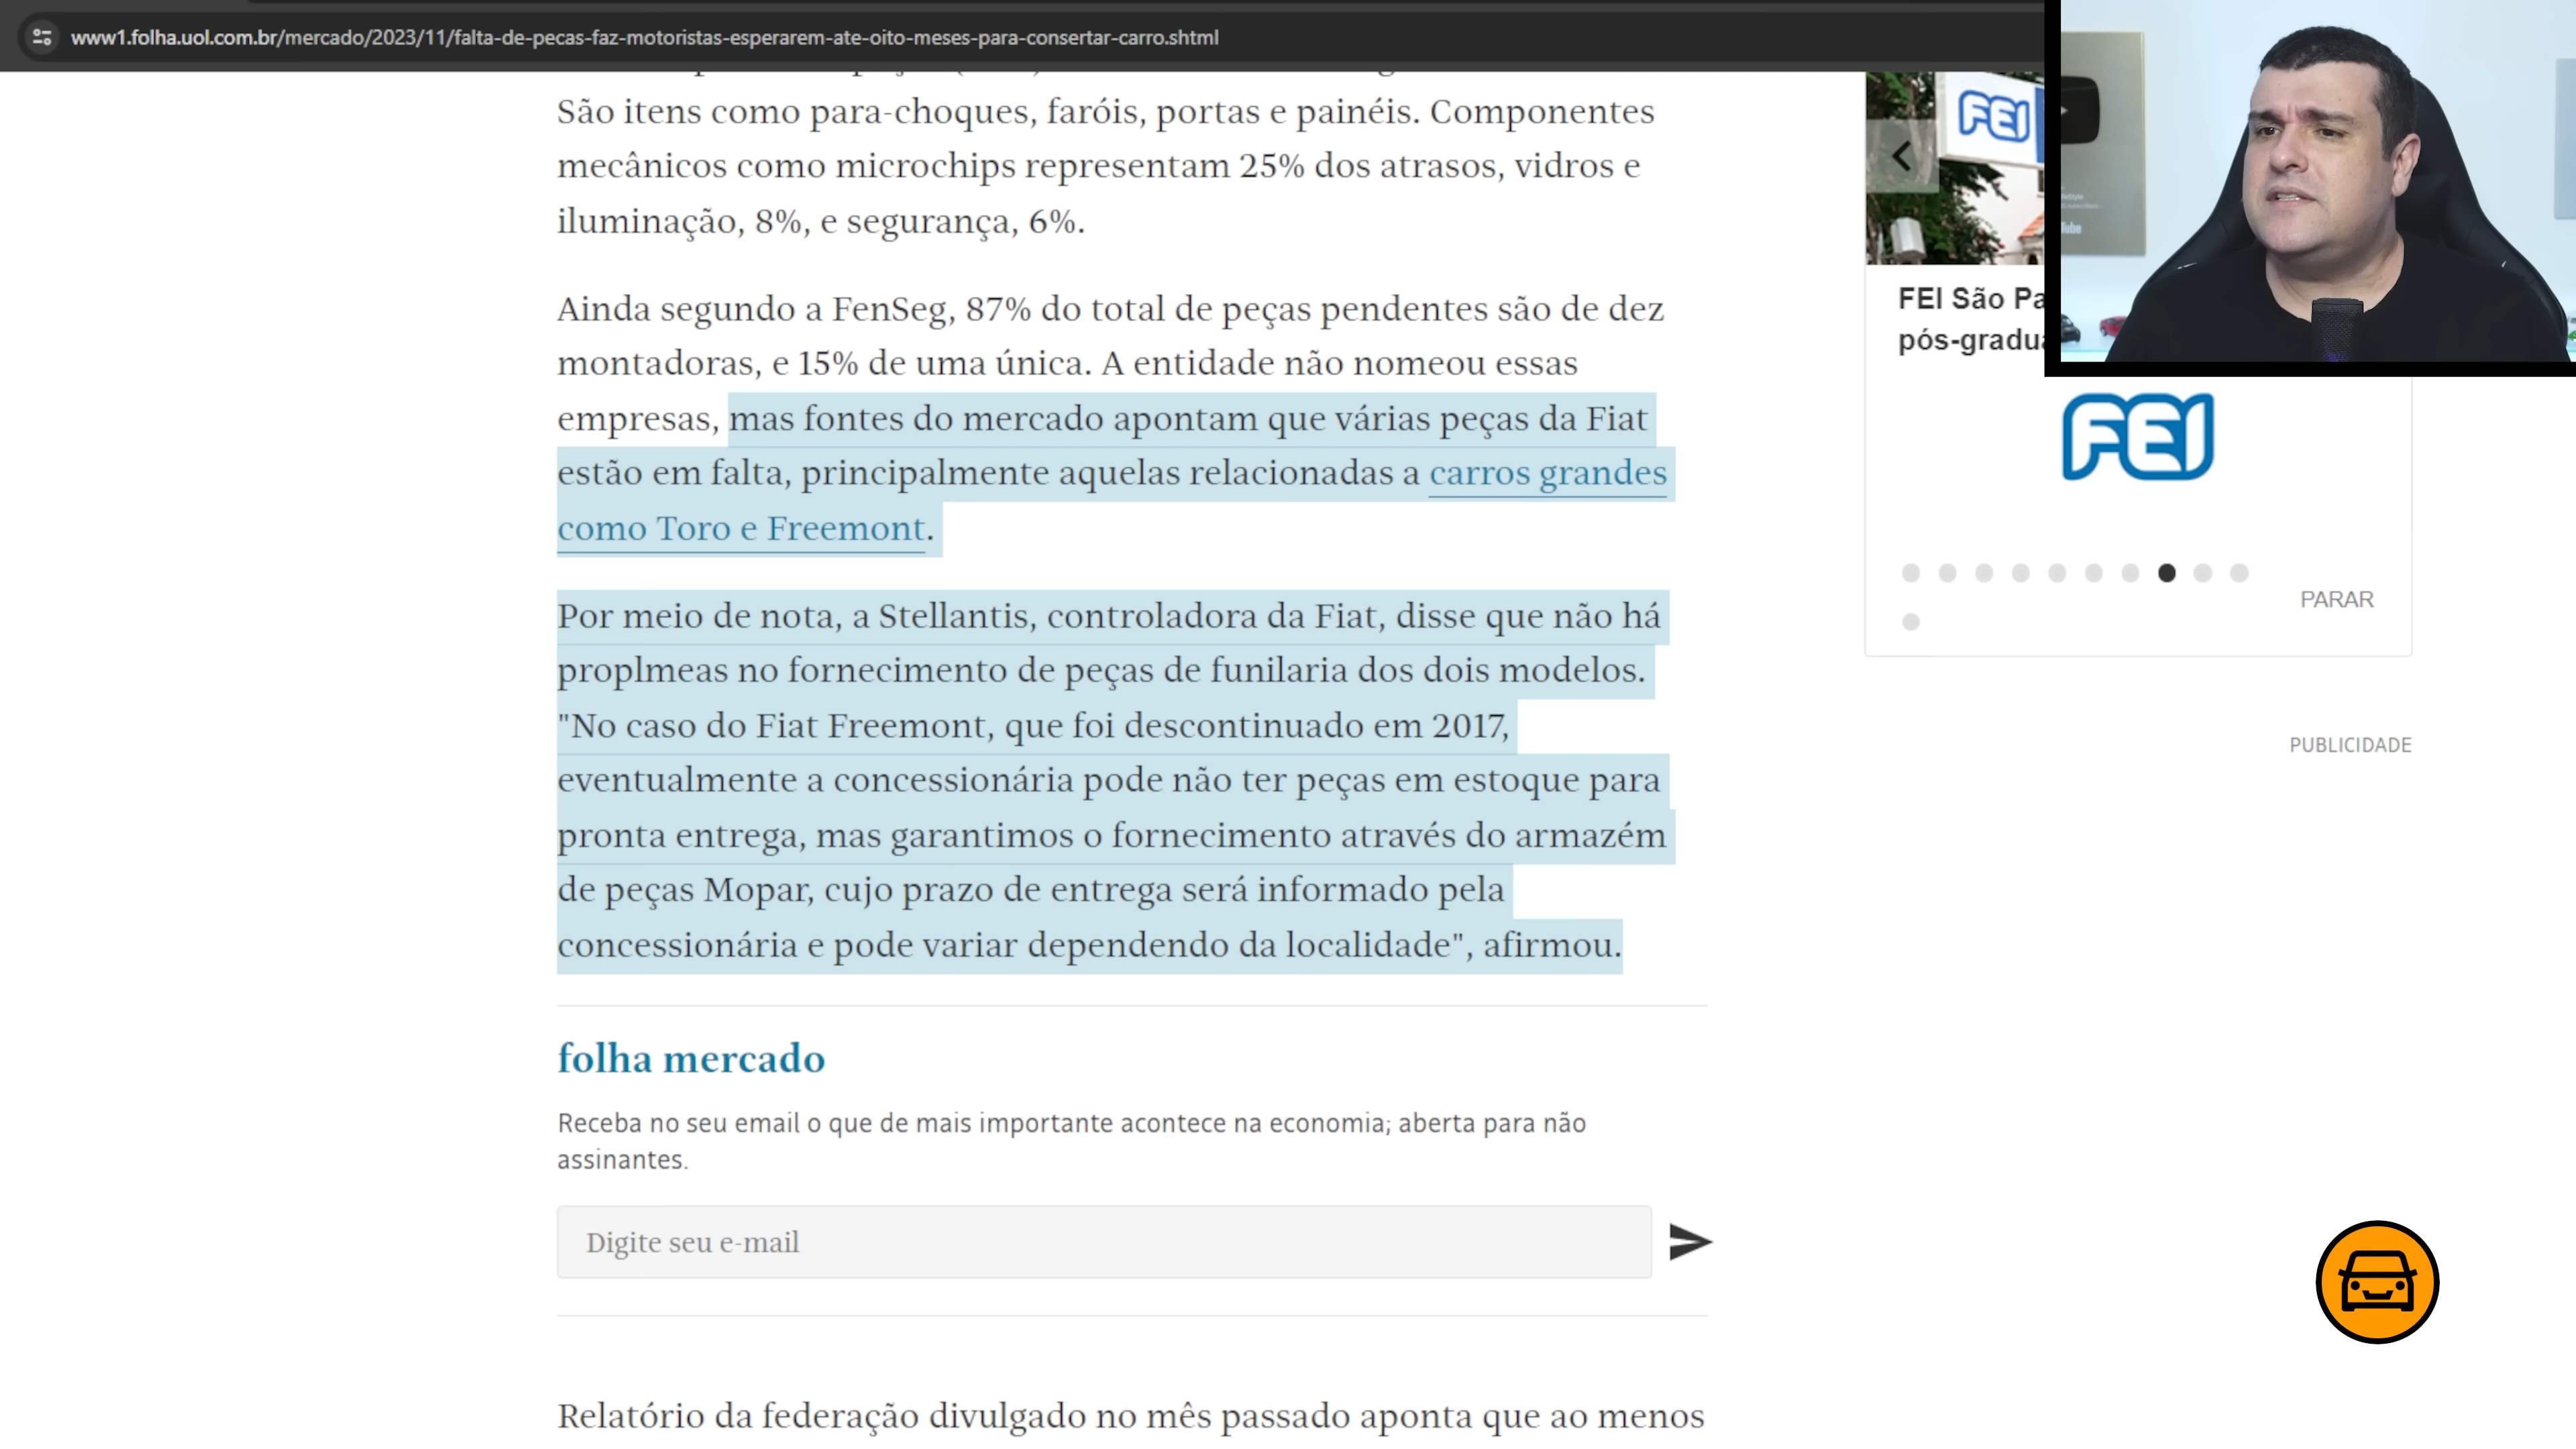 www1.folha.uol.com.br/mercado/2023/11/falta-de-pecas-faz-motoristas-esperarem-ate-oito-meses-para-consertar-carro.shtml
São itens como para-choques, faróis, portas e painéis. Componentes
mecânicos como microchips representam 25% dos atrasos, vidros e
iluminação, 8%, e segurança, 6%.
Ainda segundo a FenSeg, 87% do total de peças pendentes são de dez
montadoras, e 15% de uma única. A entidade não nomeou essas
empresas, mas fontes do mercado apontam que várias peças da Fiat
estão em falta, principalmente aquelas relacionadas a carros grandes
como Toro e Freemont.
Por meio de nota, a Stellantis, controladora da Fiat, disse que não há
proplmeas no fornecimento de peças de funilaria dos dois modelos.
"No caso do Fiat Freemont, que foi descontinuado em 2017,
eventualmente a concessionária pode não ter peças em estoque para
pronta entrega, mas garantimos o fornecimento através do armazém
de peças Mopar, cujo prazo de entrega será informado pela
concessionária e pode variar dependendo da localidade", afirmou.
folha mercado
Receba no seu email o que de mais importante acontece na economia; aberta para não
assinantes.
Digite seu e-mail
Relatório da federação divulgado no mês passado aponta que ao menos
FEI
FEI São Pa
pós-gradua
FEI
PARAR
PUBLICIDADE